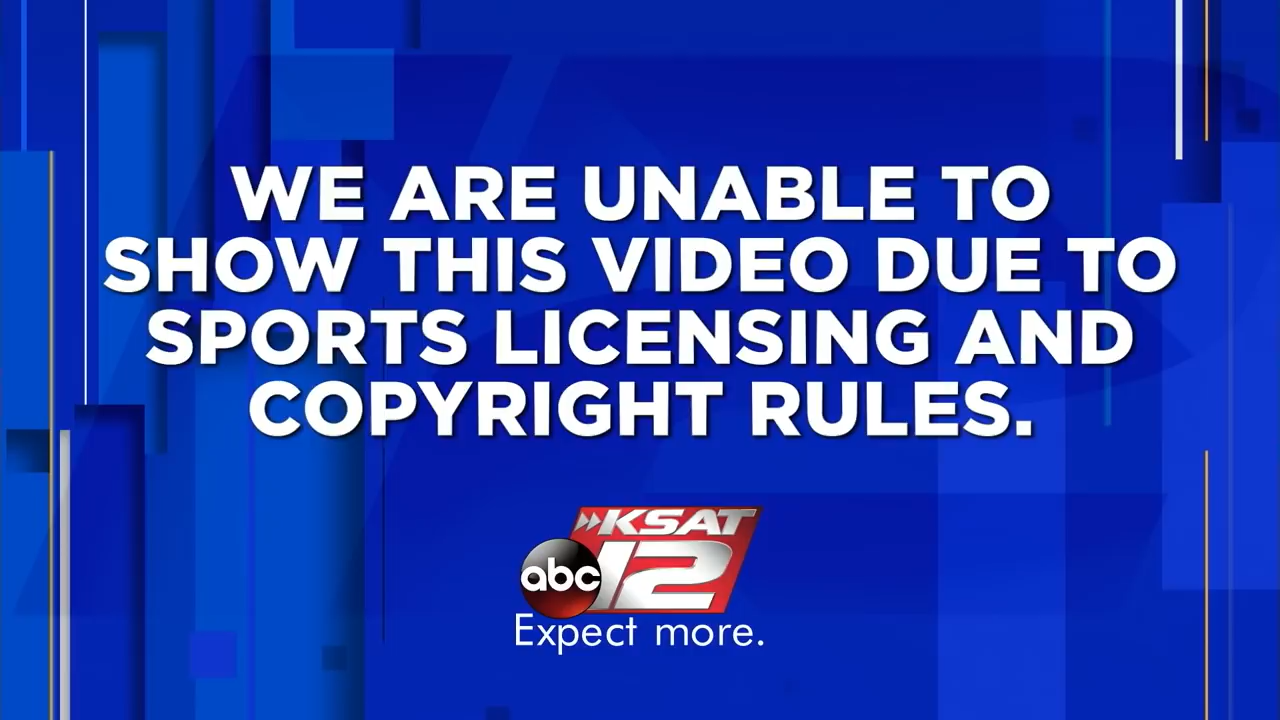 WE ARE UNABLE TO
SHOW THIS VIDEO DUE TO
SPORTS LICENSING AND
COPYRIGHT RULES.
KSAT
abc 12
Expect more.